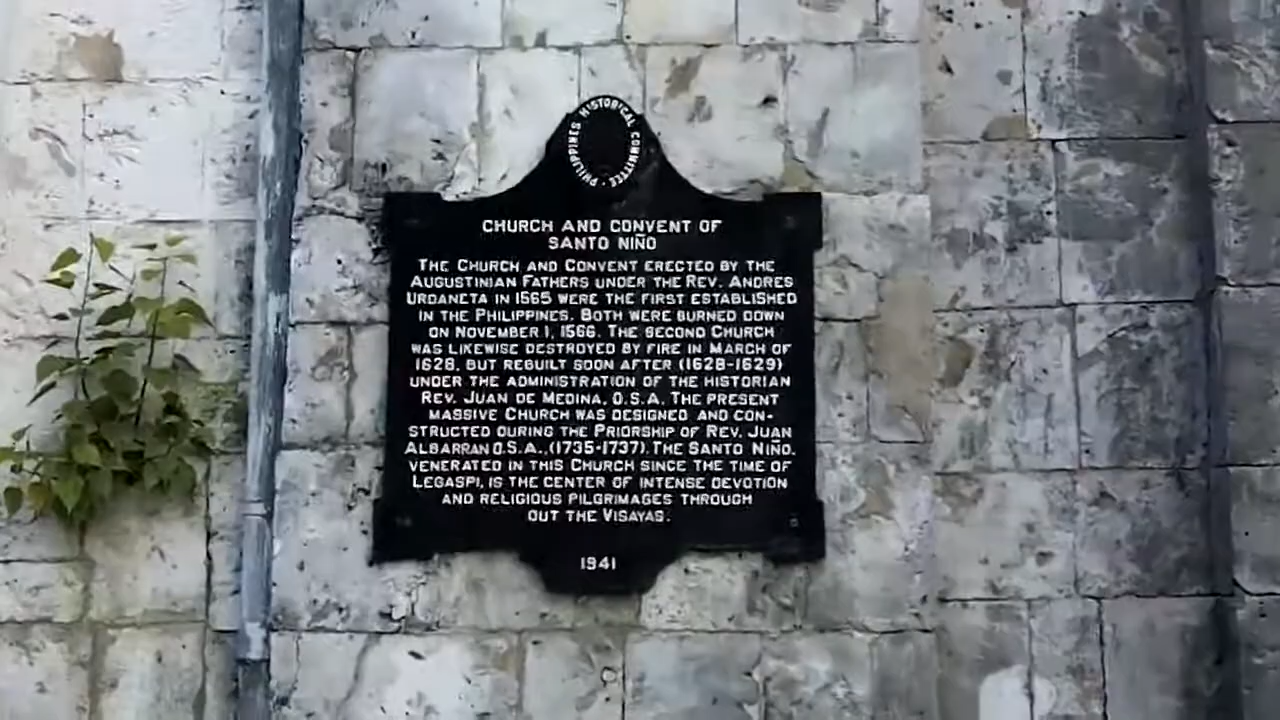 PHILIPPINES HISTORICAL COMMITTEE
CHURCH AND CONVENT OF
SANTO NIÑO
THE CHURCH AND CONVENT ERECTED BY THE
AUGUSTINIAN FATHERS UNDER THE REV. ANDRES
URDANETA IN 1565 WERE THE FIRST ESTABLISHED
IN THE PHILIPPINES. BOTH WERE BURNED DOWN
ON NOVEMBER 1, 1566. THE SECOND CHURCH
WAS LIKEWISE DESTROYED BY FIRE IN MARCH OF
1628, BUT REBUILT SOON AFTER (1628-1629)
UNDER THE ADMINISTRATION OF THE HISTORIAN
REV. JUAN DE MEDINA, O.S.A. THE PRESENT
MASSIVE CHURCH WAS DESIGNED AND CON-
STRUCTED DURING THE PRIORSHIP OF REV. JUAN
ALBARRAN O.S.A., (1735-1737). THE SANTO NIÑO,
VENERATED IN THIS CHURCH SINCE THE TIME OF
LEGASPI, IS THE CENTER OF INTENSE DEVOTION
AND RELIGIOUS PILGRIMAGES THROUGH
OUT THE VISAYAS.
1941